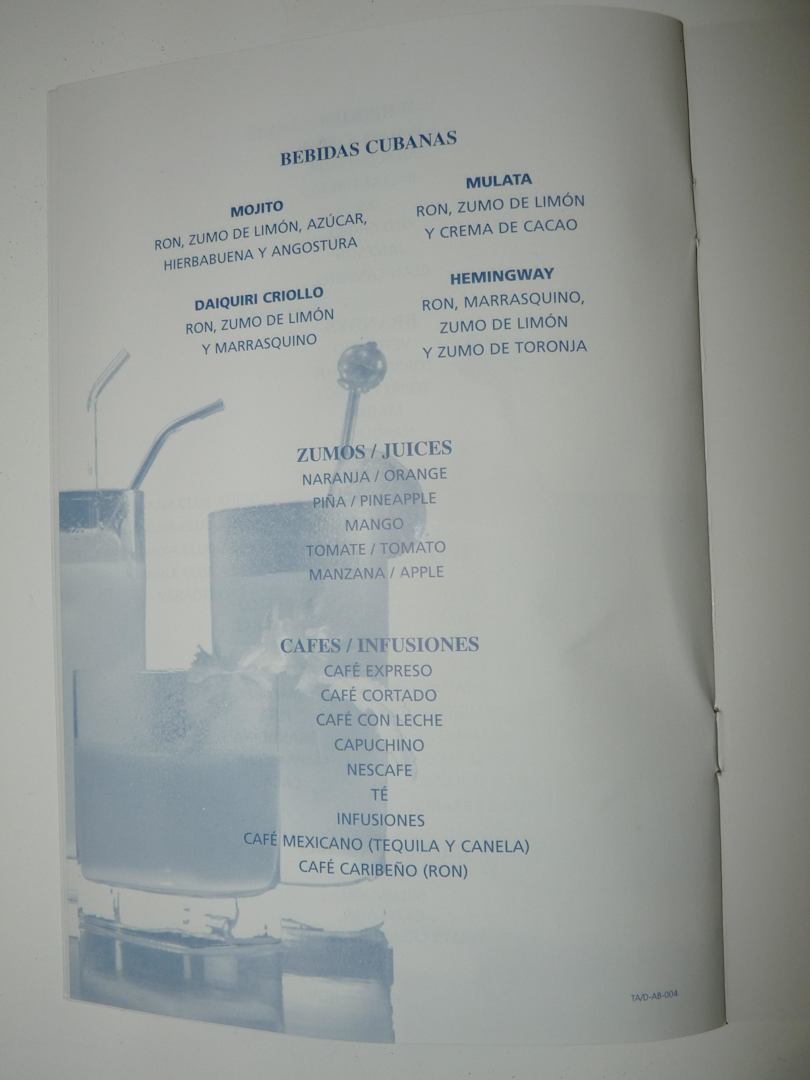 BEBIDAS CUBANAS
MOJITO
RON, ZUMO DE LIMÓN, AZÚCAR,
HIERBABUENA Y ANGOSTURA
DAIQUIRI CRIOLLO
RON, ZUMO DE LIMÓN
Y MARRASQUINO
MULATA
RON, ZUMO DE LIMÓN
Y CREMA DE CACAO
HEMINGWAY
RON, MARRASQUINO,
ZUMO DE LIMÓN
Y ZUMO DE TORONJA
ZUMOS / JUICES
NARANJA / ORANGE
PIÑA / PINEAPPLE
MANGO
TOMATE / TOMATO
MANZANA / APPLE
CAFES / INFUSIONES
CAFÉ EXPRESO
CAFÉ CORTADO
CAFÉ CON LECHE
CAPUCHINO
NESCAFE
TÉ
INFUSIONES
CAFÉ MEXICANO (TEQUILA Y CANELA)
CAFÉ CARIBEÑO (RON)
TA/D-AB-004